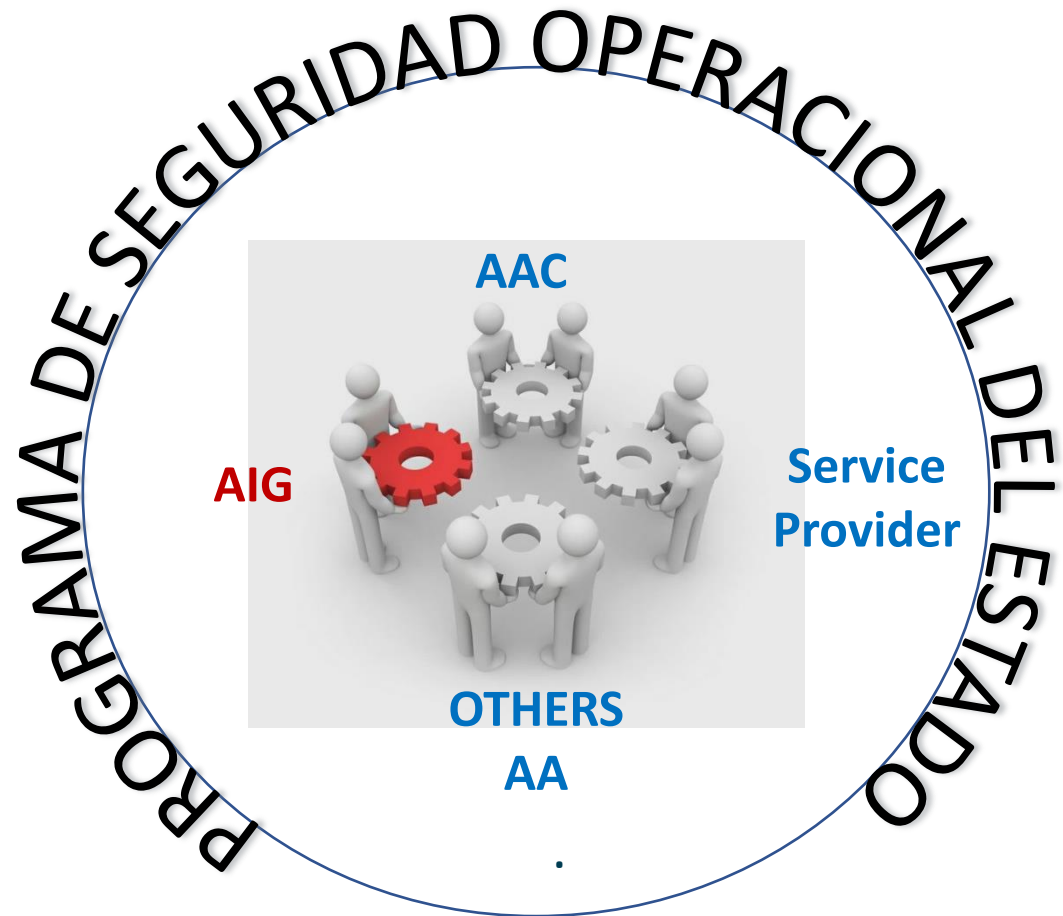 PROGRAMA DE SEGURIDAD OPERACIONAL DEL ESTADO
AAC
AIG
Service
Provider
OTHERS
AA
.